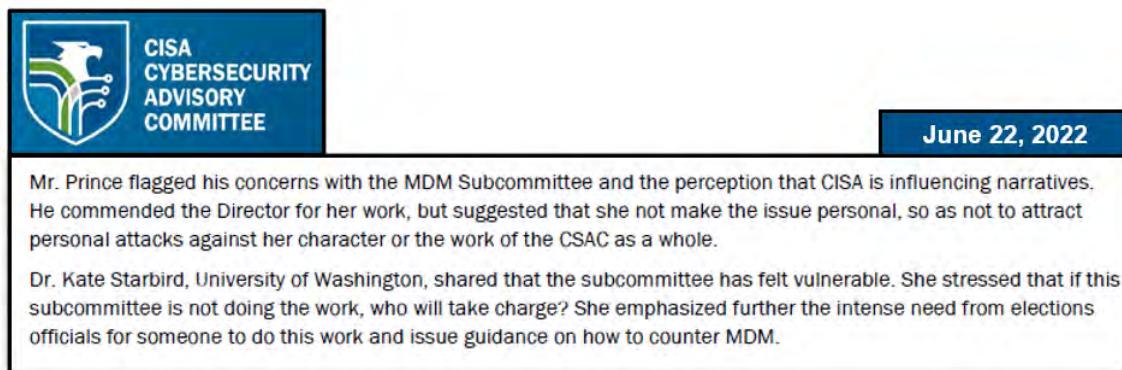 CISA
CYBERSECURITY
ADVISORY
COMMITTEE
June 22, 2022
Mr. Prince flagged his concerns with the MDM Subcommittee and the perception that CISA is influencing narratives.
He commended the Director for her work, but suggested that she not make the issue personal, so as not to attract
personal attacks against her character or the work of the CSAC as a whole.
Dr. Kate Starbird, University of Washington, shared that the subcommittee has felt vulnerable. She stressed that if this
subcommittee is not doing the work, who will take charge? She emphasized further the intense need from elections
officials for someone to do this work and issue guidance on how to counter MDM.